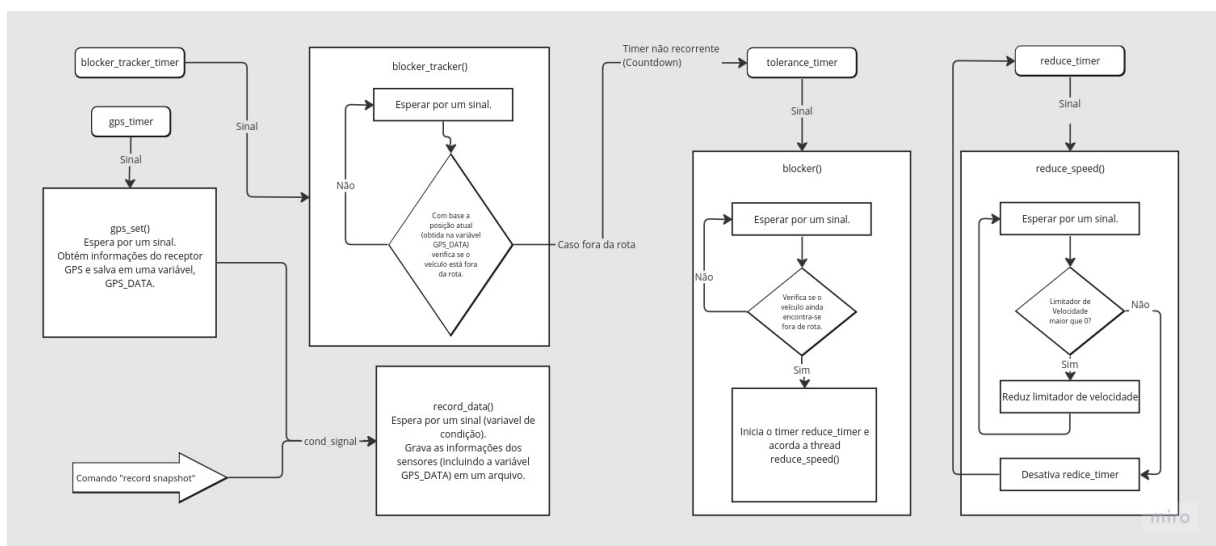 blocker_tracker_timer
gps_timer
Sinal
gps_set()
Espera por um sinal.
Obtém informações do receptor
GPS e salva em uma variável,
GPS_DATA.
Comando "record snapshot"
Sinal
blocker_tracker()
Esperar por um sinal.
Não
Com base a
posição atual
(obtida na variável
GPS_DATA)
verifica se o
veículo está fora
da rota.
Caso fora da rota
cond_signal
record_data()
Espera por um sinal (variavel de
condição).
Grava as informações dos
sensores (incluindo a variável
GPS_DATA) em um arquivo.
Timer não recorrente
(Countdown)
tolerance_timer
Sinal
blocker()
Esperar por um sinal.
Não
Verifica se o
veículo ainda
encontra-se
fora de rota.
Sim
Inicia o timer reduce_timer e
acorda a thread
reduce_speed()
reduce_timer
Sinal
reduce_speed()
Esperar por um sinal.
Limitador de
Velocidade
maior que 0?
Não
Sim
Reduz limitador de velocidade
Desativa redice_timer
miro